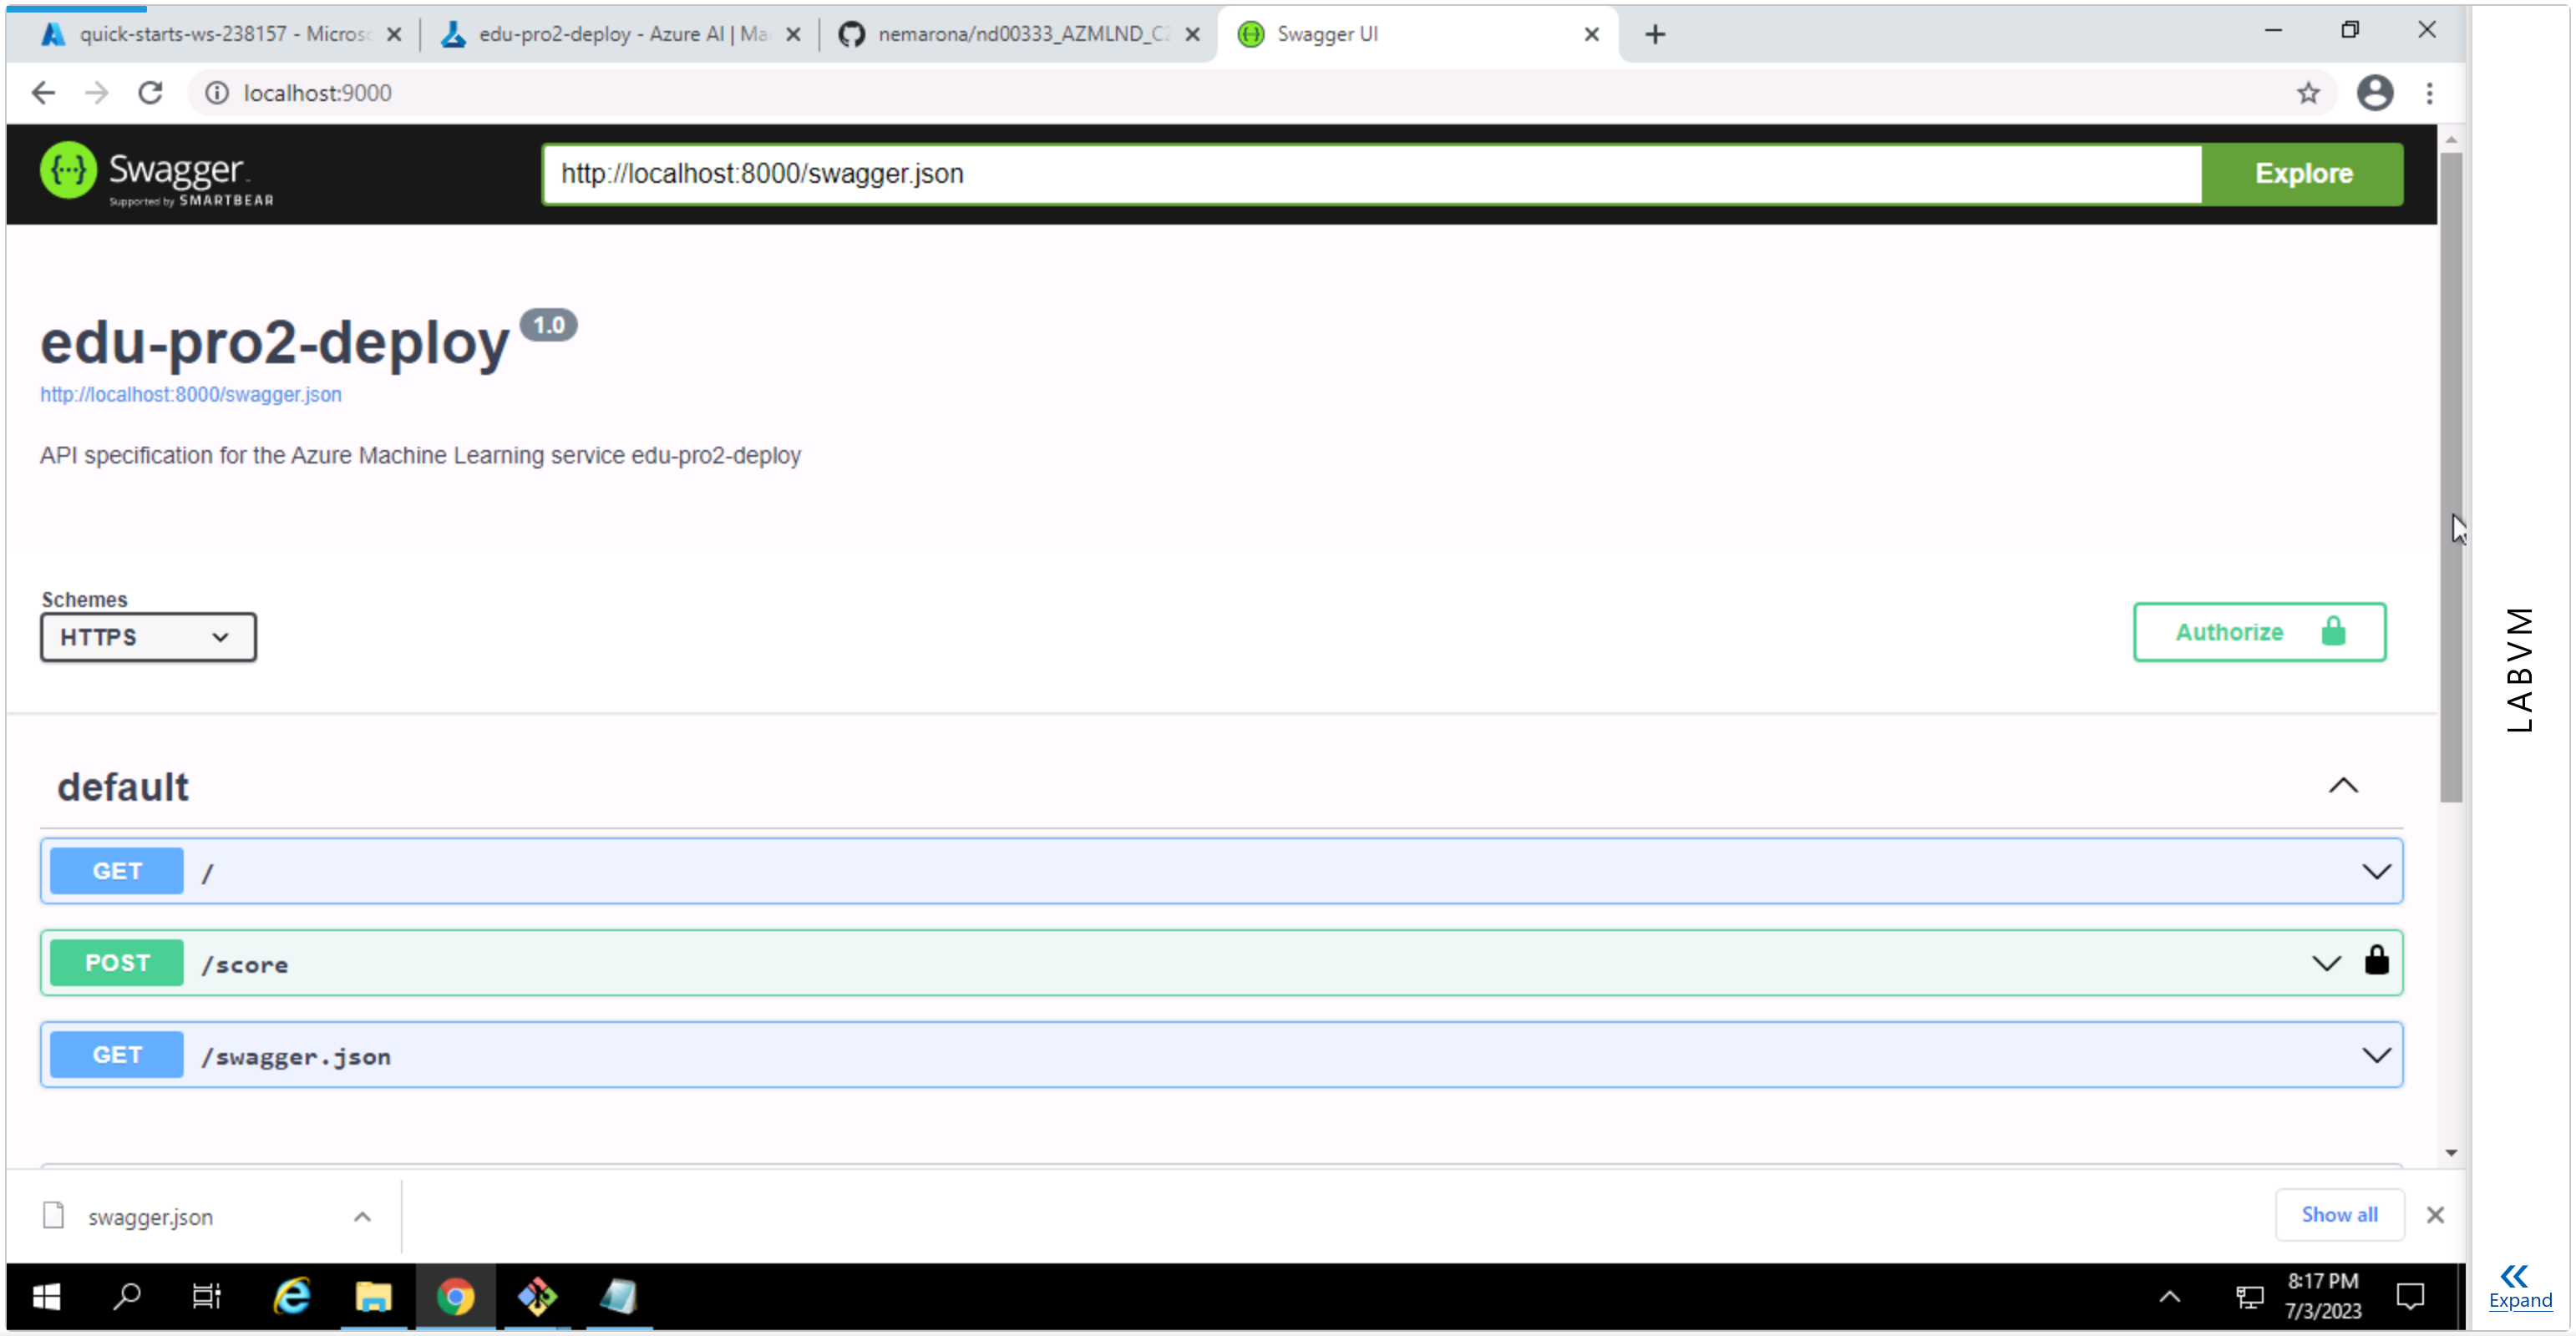 quick-starts-ws-238157 - Micros
edu-pro2-deploy - Azure AI | Ma
nemarona/nd00333_AZMLND_C2
Swagger UI
localhost:9000
Swagger
Supported by SMARTBEAR
http://localhost:8000/swagger.json
Explore
edu-pro2-deploy 1.0
http://localhost:8000/swagger.json
API specification for the Azure Machine Learning service edu-pro2-deploy
Schemes
HTTPS
Authorize
default
GET /
POST /score
GET /swagger.json
swagger.json
Show all
8:17 PM
7/3/2023
LABVM
Expand